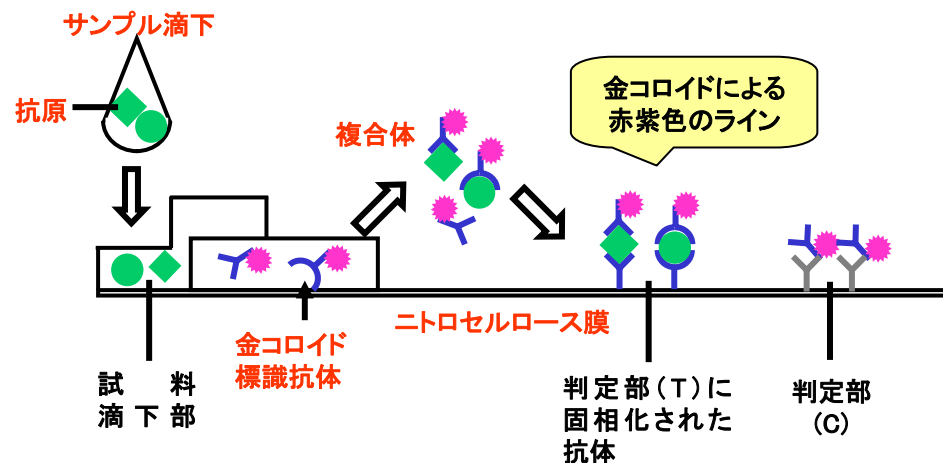 サンプル滴下
抗原
複合体
金コロイドによる
赤紫色のライン
金コロイド
標識抗体
ニトロセルロース膜
試料
滴下部
判定部(T)に
固相化された
抗体
判定部
(C)